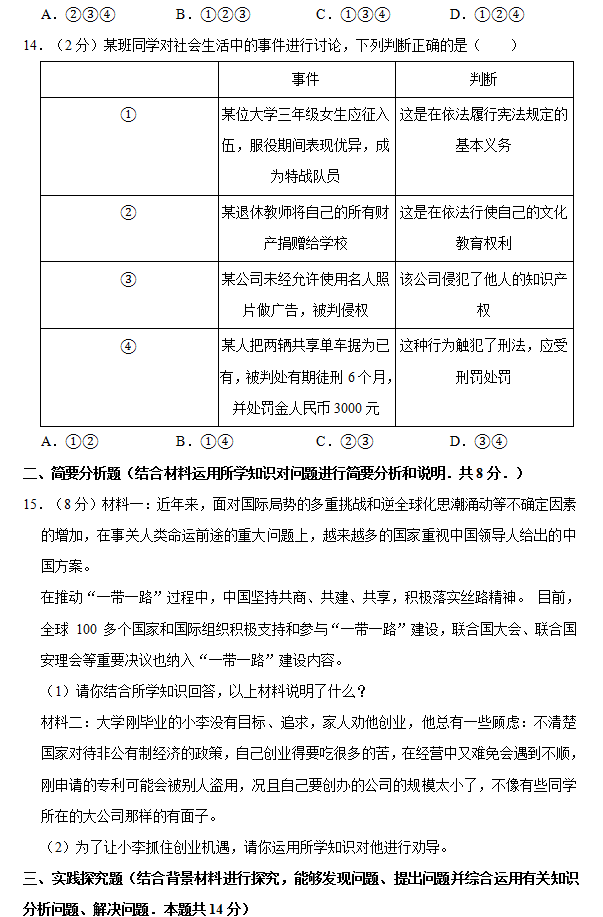 A．②③④ B．①②③ C．①③④ D．①②④
14．（2 分）某班同学对社会生活中的事件进行讨论，下列判断正确的是（　　）
事件 判断
① 某位大学三年级女生应征入 这是在依法履行宪法规定的
伍，服役期间表现优异，成 基本义务
为特战队员
② 某退休教师将自己的所有财 这是在依法行使自己的文化
产捐赠给学校 教育权利
③ 某公司未经允许使用名人照 该公司侵犯了他人的知识产
片做广告，被判侵权 权
④ 某人把两辆共享单车据为已 这种行为触犯了刑法，应受
有，被判处有期徒刑 6 个月， 刑罚处罚
并处罚金人民币 3000 元
A．①② B．①④ C．②③ D．③④
二、简要分析题（结合材料运用所学知识对问题进行简要分析和说明．共 8 分．）
15．（8 分）材料一：近年来，面对国际局势的多重挑战和逆全球化思潮涌动等不确定因素
的增加，在事关人类命运前途的重大问题上，越来越多的国家重视中国领导人给出的中
国方案。
在推动“一带一路”过程中，中国坚持共商、共建、共享，积极落实丝路精神。 目前，
全球 100 多个国家和国际组织积极支持和参与“一带一路”建设，联合国大会、联合国
安理会等重要决议也纳入“一带一路”建设内容。
（1）请你结合所学知识回答，以上材料说明了什么？
材料二：大学刚毕业的小李没有目标、追求，家人劝他创业，他总有一些顾虑：不清楚
国家对待非公有制经济的政策，自己创业得要吃很多的苦，在经营中又难免会遇到不顺，
刚申请的专利可能会被别人盗用，况且自己要创办的公司的规模太小了，不像有些同学
所在的大公司那样的有面子。
（2）为了让小李抓住创业机遇，请你运用所学知识对他进行劝导。
三、实践探究题（结合背景材料进行探究，能够发现问题、提出问题并综合运用有关知识
分析问题、解决问题．本题共 14 分）